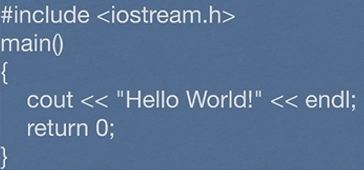 #include <iostream.h>
main()
{
    cout << "Hello World!" << endl;
    return 0;
}